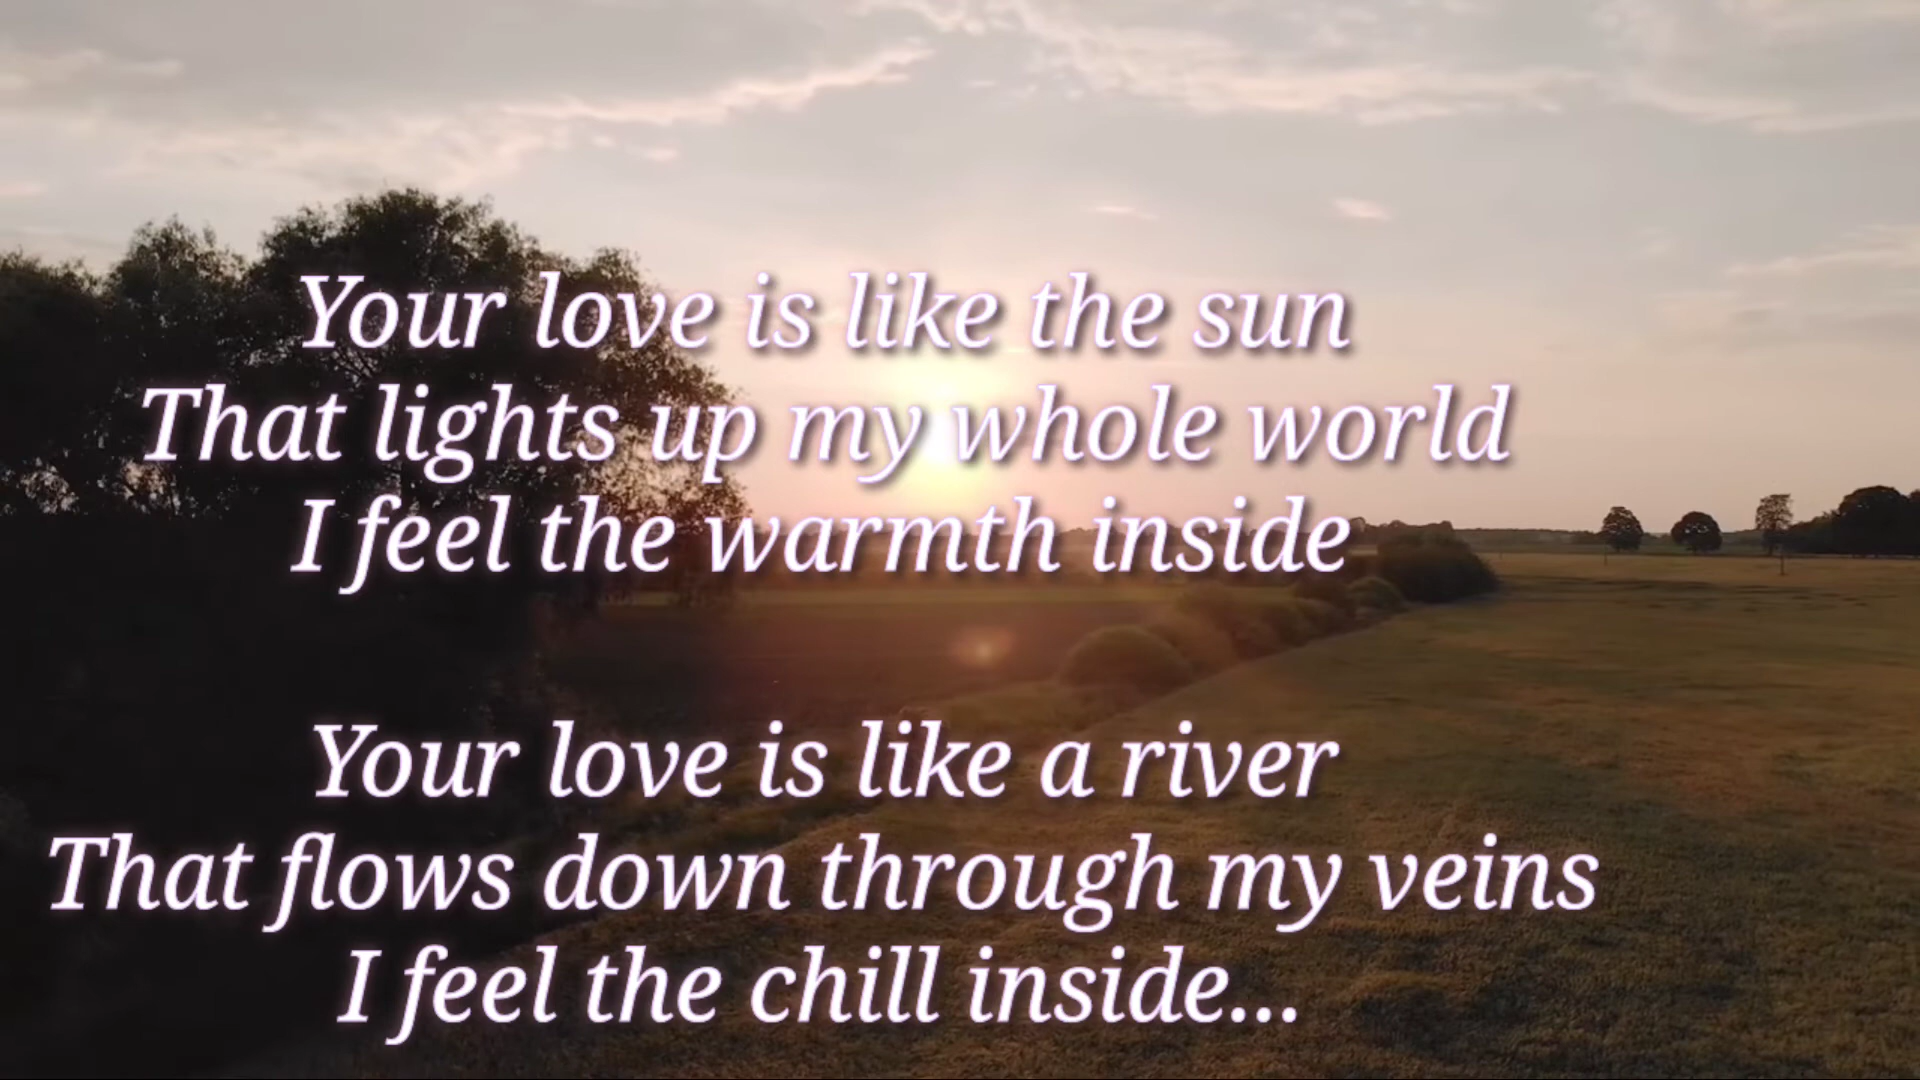 Your love is like the sun
That lights up my whole world
I feel the warmth inside
Your love is like a river
That flows down through my veins
I feel the chill inside...